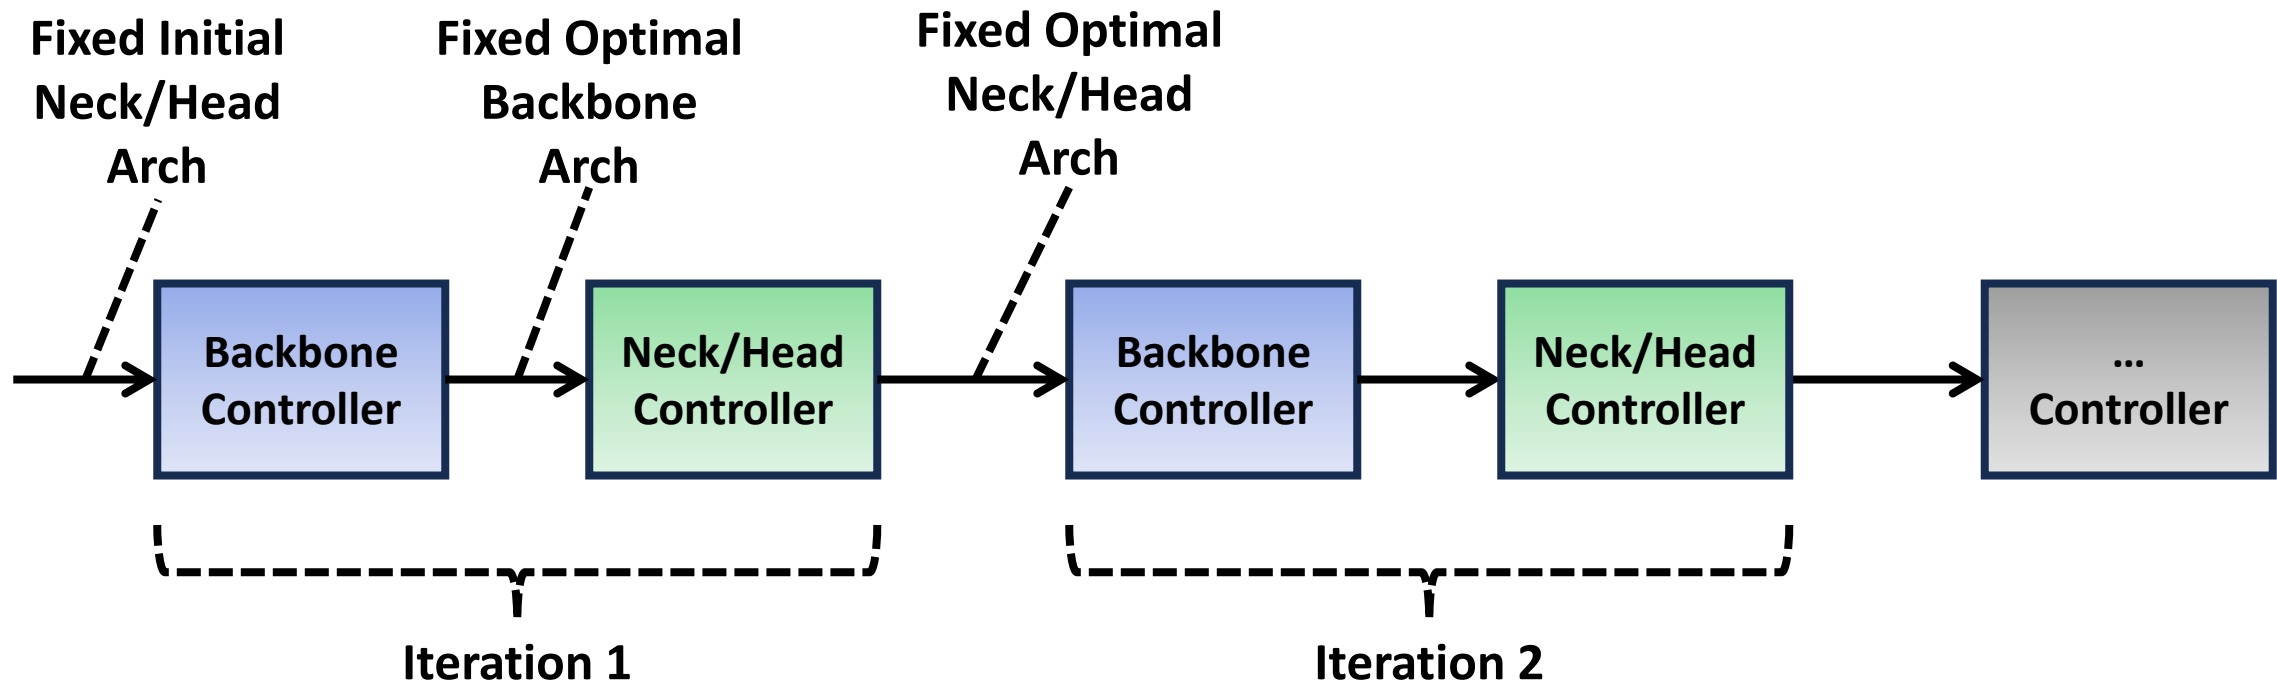 Fixed Initial
Neck/Head
Arch
Fixed Optimal
Backbone
Arch
Fixed Optimal
Neck/Head
Arch
Backbone
Controller
Neck/Head
Controller
Backbone
Controller
Neck/Head
Controller
...
Controller
Iteration 1
Iteration 2